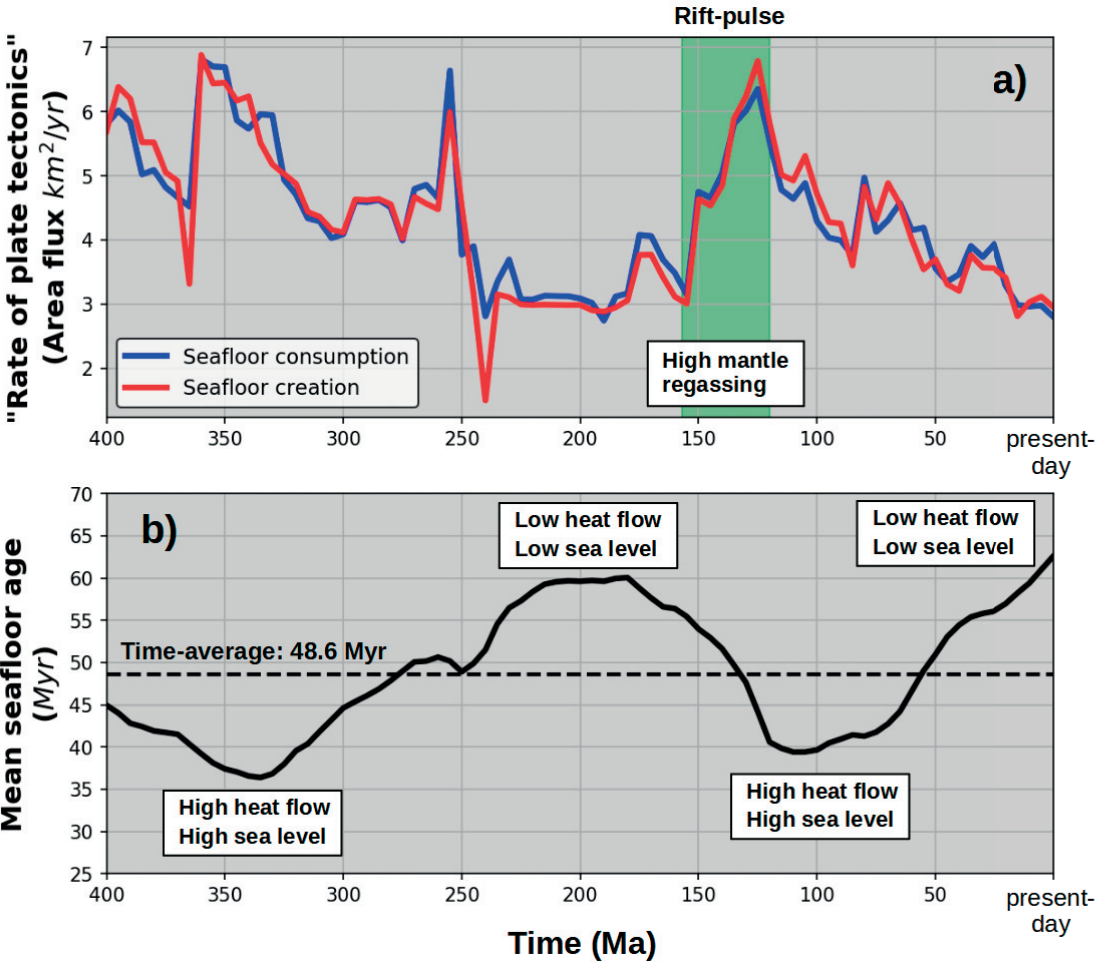 Rift-pulse
"Rate of plate tectonics"
(Area flux km²/yr)
a)
7
6
5
4
3
2
Seafloor consumption
Seafloor creation
High mantle
regassing
400
350
300
250
200
150
100
50
present-
day
Mean seafloor age
(Myr)
b)
70
65
60
55
50
45
40
35
30
25
Low heat flow
Low sea level
Low heat flow
Low sea level
Time-average: 48.6 Myr
High heat flow
High sea level
High heat flow
High sea level
400
350
300
250
200
150
100
50
present-
day
Time (Ma)